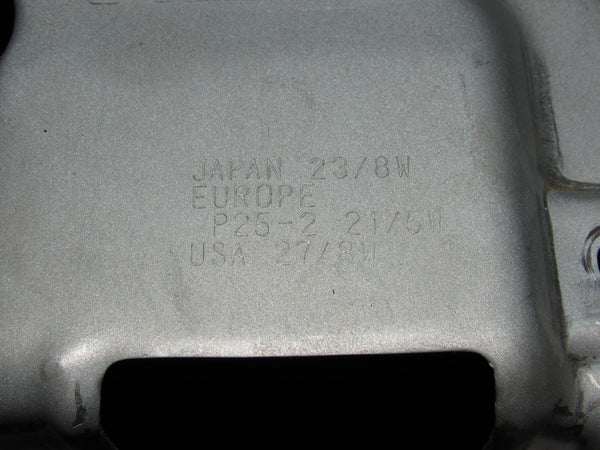 JAPAN 23/8W
EUROPE
P25-2 21/5W
USA 27/8W